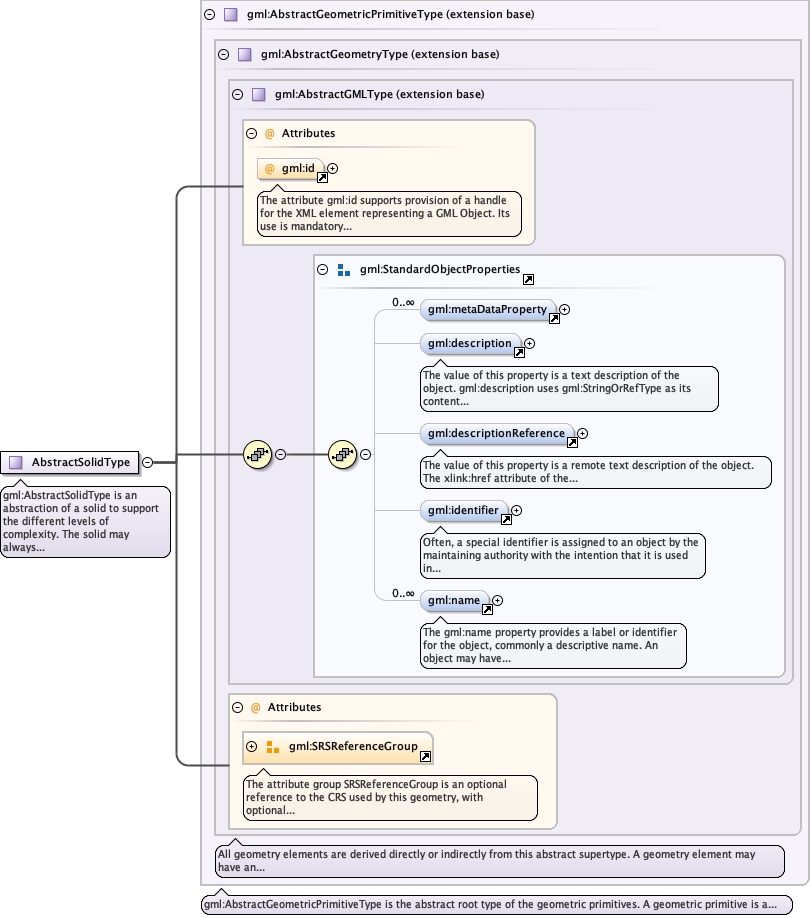 gml:AbstractGeometricPrimitiveType (extension base)
gml:AbstractGeometryType (extension base)
gml:AbstractGMLType (extension base)
@ Attributes
@ gml:id
The attribute gml:id supports provision of a handle
for the XML element representing a GML Object. Its
use is mandatory...
gml:StandardObjectProperties
0..∞
gml:metaDataProperty
gml:description
The value of this property is a text description of the
object. gml:description uses gml:StringOrRefType as its
content...
gml:descriptionReference
The value of this property is a remote text description of the object.
The xlink:href attribute of the...
gml:identifier
Often, a special identifier is assigned to an object by the
maintaining authority with the intention that it is used
in...
0..∞
gml:name
The gml:name property provides a label or identifier
for the object, commonly a descriptive name. An
object may have...
AbstractSolidType
gml:AbstractSolidType is an
abstraction of a solid to support
the different levels of
complexity. The solid may
always...
@ Attributes
gml:SRSReferenceGroup
The attribute group SRSReferenceGroup is an optional
reference to the CRS used by this geometry, with
optional...
All geometry elements are derived directly or indirectly from this abstract supertype. A geometry element may
have an...
gml:AbstractGeometricPrimitiveType is the abstract root type of the geometric primitives. A geometric primitive is a...